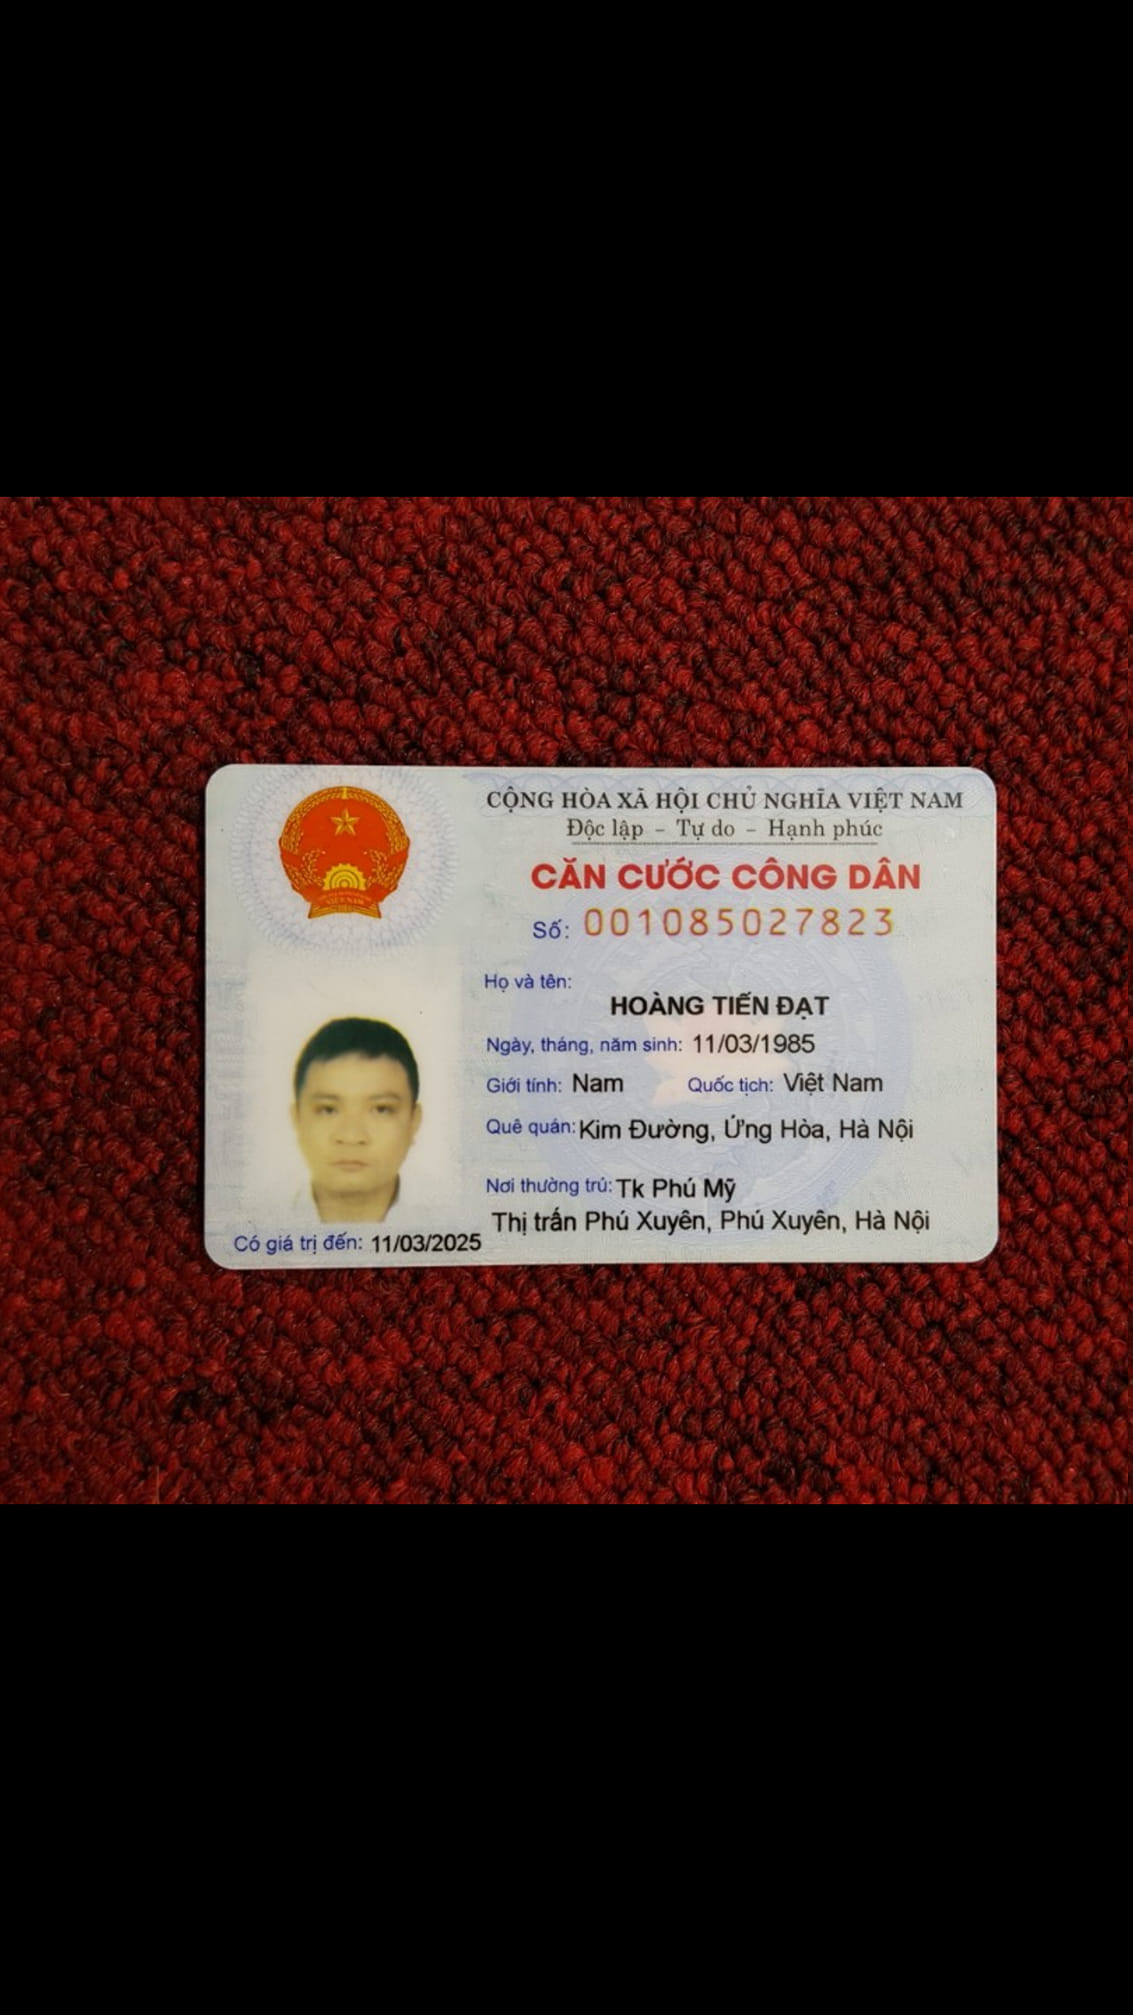 CỘNG HÒA XÃ HỘI CHỦ NGHĨA VIỆT NAM
Độc lập – Tự do – Hạnh phúc
CĂN CƯỚC CÔNG DÂN
Số: 001085027823
Họ và tên:
HOÀNG TIẾN ĐẠT
Ngày, tháng, năm sinh: 11/03/1985
Giới tính: Nam Quốc tịch: Việt Nam
Quê quán: Kim Đường, Ứng Hòa, Hà Nội
Nơi thường trú: Tk Phú Mỹ
Thị trấn Phú Xuyên, Phú Xuyên, Hà Nội
Có giá trị đến: 11/03/2025
VIỆT NAM